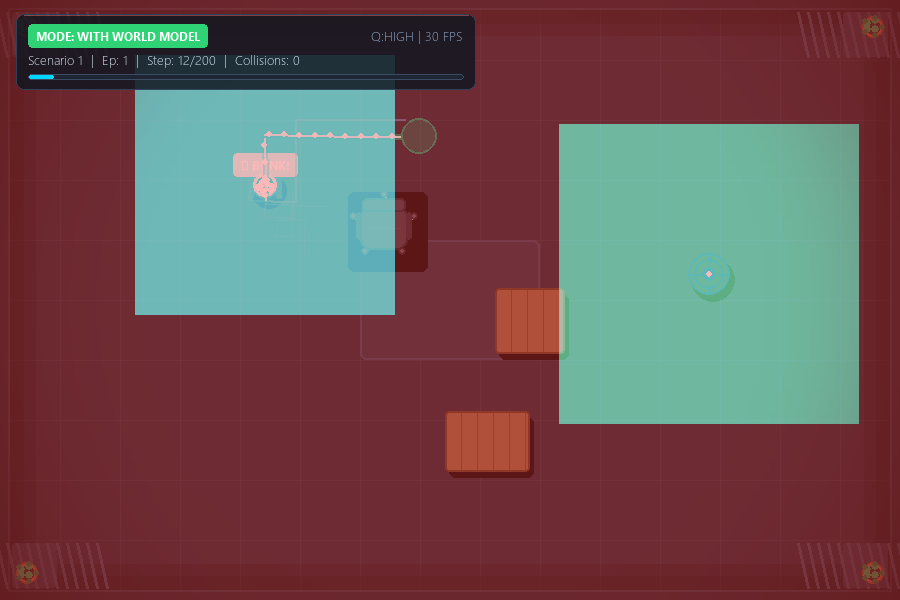 MODE: WITH WORLD MODEL
Q:HIGH | 30 FPS
Scenario 1 | Ep: 1 | Step: 12/200 | Collisions: 0